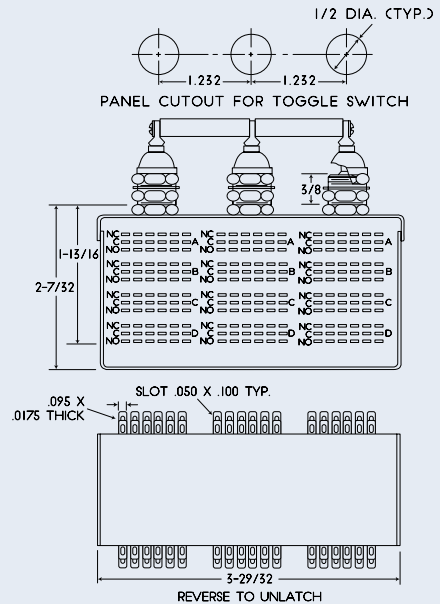 1/2 DIA. (TYP.)
1.232 1.232
PANEL CUTOUT FOR TOGGLE SWITCH
3/8
NC NC NC
C A C A C A
NO NO NO
1-13/16
NC NC NC
C B C B C B
NO NO NO
2-7/32
NC NC NC
C C C C C C
NO NO NO
NC NC NC
C D C D C D
NO NO NO
SLOT .050 X .100 TYP.
.095 X
.0175 THICK
3-29/32
REVERSE TO UNLATCH